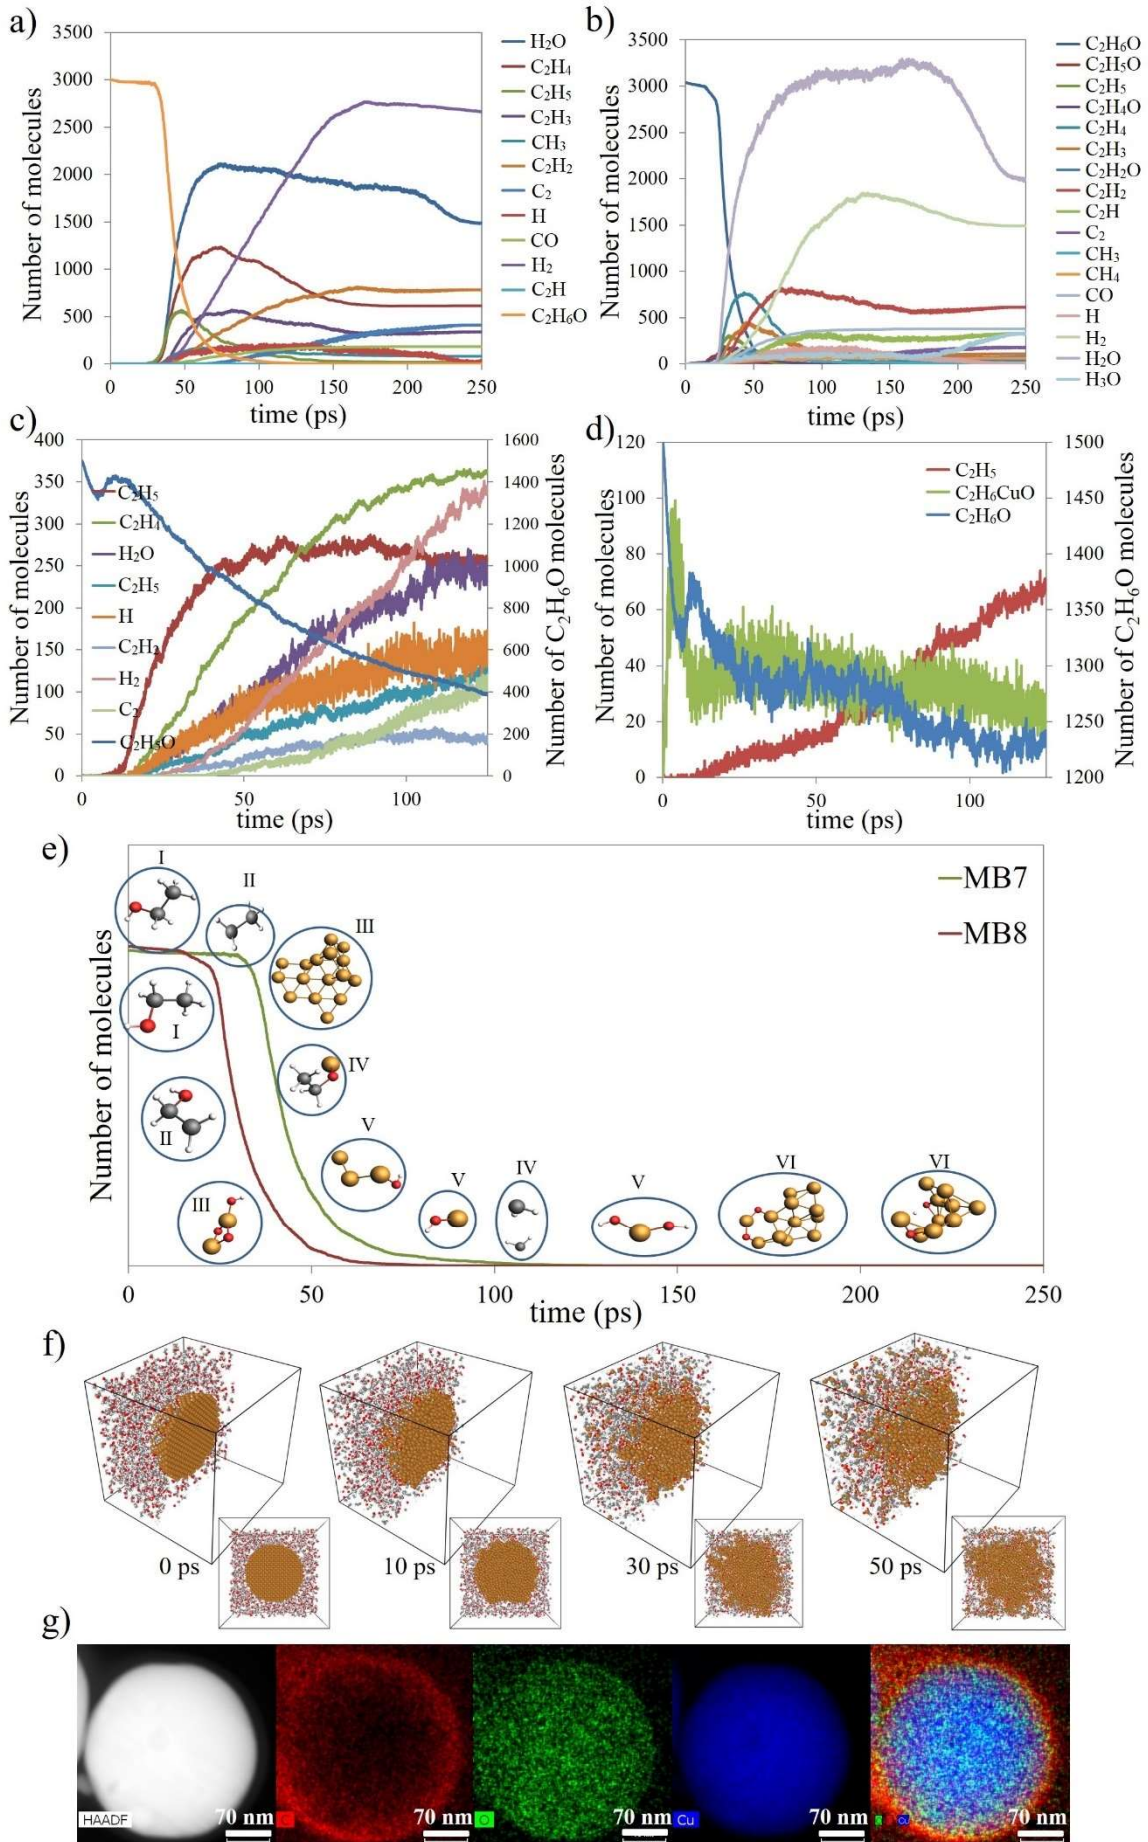 a)
3500
3000
2500
2000
1500
1000
500
0
Number of molecules
0 50 100 150 200 250
time (ps)
H₂O
C₂H₄
C₂H₅
C₂H₃
CH₃
C₂H₂
C₂
H
CO
H₂
C₂H
C₂H₆O
b)
3500
3000
2500
2000
1500
1000
500
0
Number of molecules
0 50 100 150 200 250
time (ps)
C₂H₆O
C₂H₅O
C₂H₅
C₂H₄O
C₂H₄
C₂H₃
C₂H₂O
C₂H₂
C₂H
C₂
CH₃
CH₄
CO
H
H₂
H₂O
H₃O
c)
400
350
300
250
200
150
100
50
0
Number of molecules
C₂H₅
C₂H₄
H₂O
C₂H₅
H
C₂H₂
H₂
C₂
C₂H₅O
1600
1400
1200
1000
800
600
400
200
0
Number of C₂H₆O molecules
0 50 100
time (ps)
d)
120
100
80
60
40
20
0
Number of molecules
C₂H₅
C₂H₆CuO
C₂H₆O
1500
1450
1400
1350
1300
1250
1200
Number of C₂H₆O molecules
0 50 100
time (ps)
e)
Number of molecules
I
II
III
MB7
MB8
I
IV
II
V
III
V
IV
V
VI
VI
0 50 100 150 200 250
time (ps)
f)
0 ps
10 ps
30 ps
50 ps
g)
HAADF
70 nm
C
70 nm
O
70 nm
Cu
70 nm
70 nm